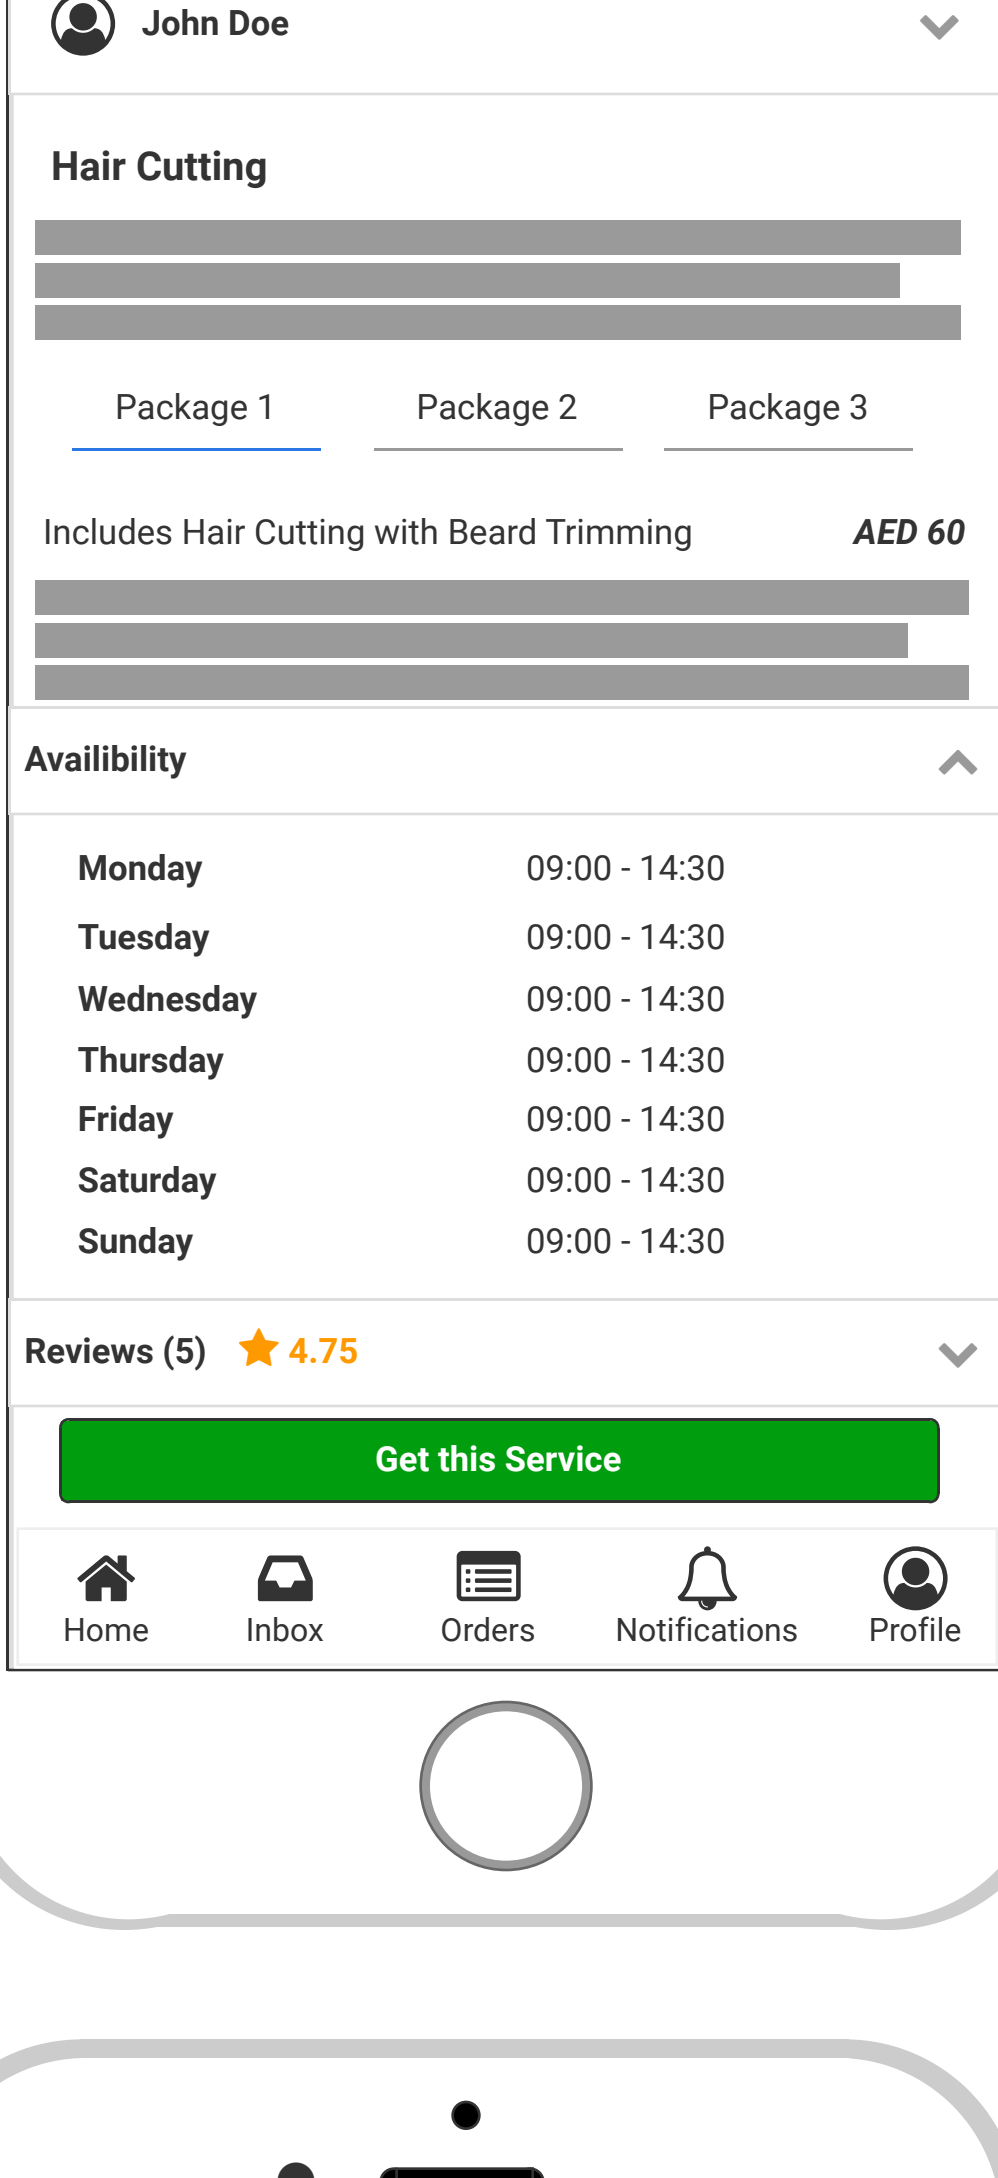 John Doe
Hair Cutting
Package 1 Package 2 Package 3
Includes Hair Cutting with Beard Trimming AED 60
Availibility
Monday 09:00 - 14:30
Tuesday 09:00 - 14:30
Wednesday 09:00 - 14:30
Thursday 09:00 - 14:30
Friday 09:00 - 14:30
Saturday 09:00 - 14:30
Sunday 09:00 - 14:30
Reviews (5) 4.75
Get this Service
Home Inbox Orders Notifications Profile